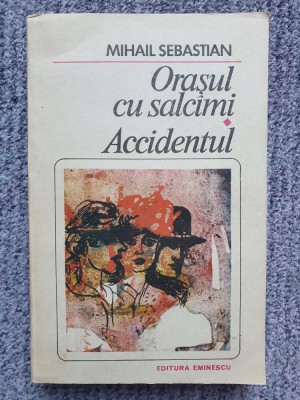 MIHAIL SEBASTIAN
Orașul
cu salcîmi
Accidentul
EDITURA EMINESCU